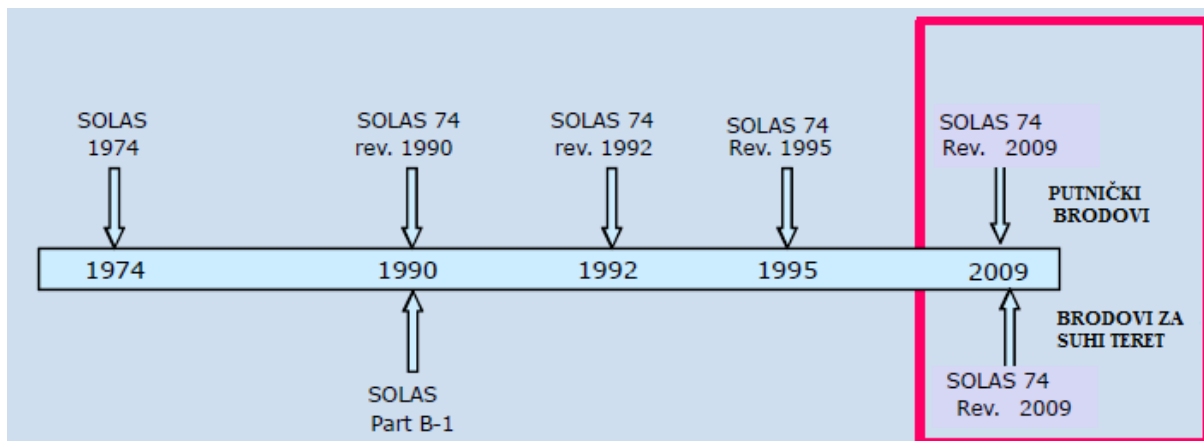 SOLAS
1974
SOLAS 74
rev. 1990
SOLAS 74
rev. 1992
SOLAS 74
Rev. 1995
SOLAS 74
Rev. 2009
PUTNIČKI
BRODOVI
1974
1990
1992
1995
2009
BRODOVI ZA
SUHI TERET
SOLAS
Part B-1
SOLAS 74
Rev. 2009